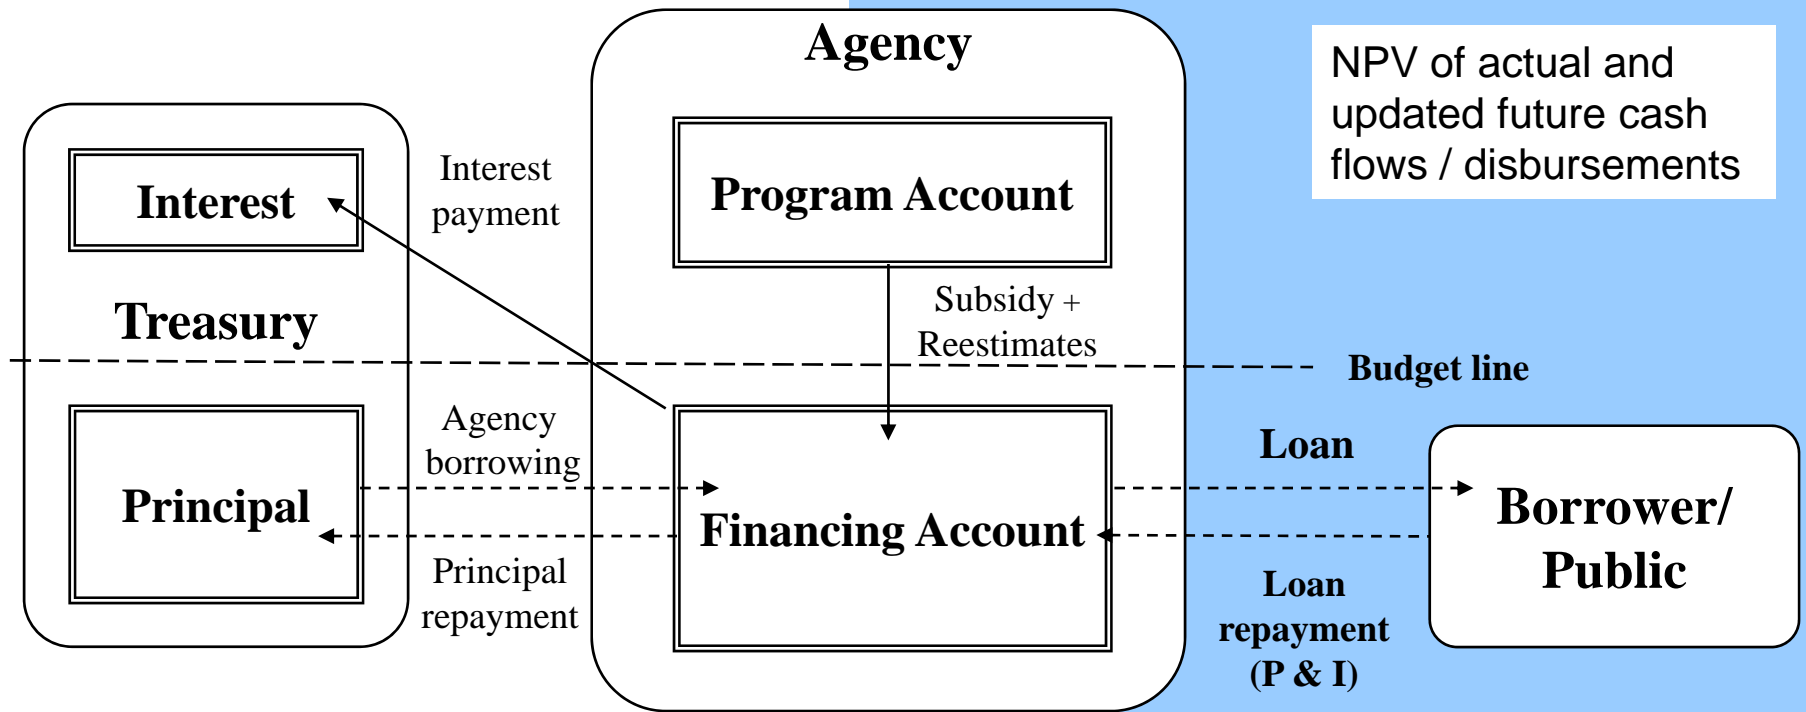 Agency
NPV of actual and
updated future cash
flows / disbursements
Interest
Interest
payment
Program Account
Treasury
Subsidy +
Reestimates
Budget line
Agency
borrowing
Loan
Principal
Financing Account
Borrower/
Public
Principal
repayment
Loan
repayment
(P & I)